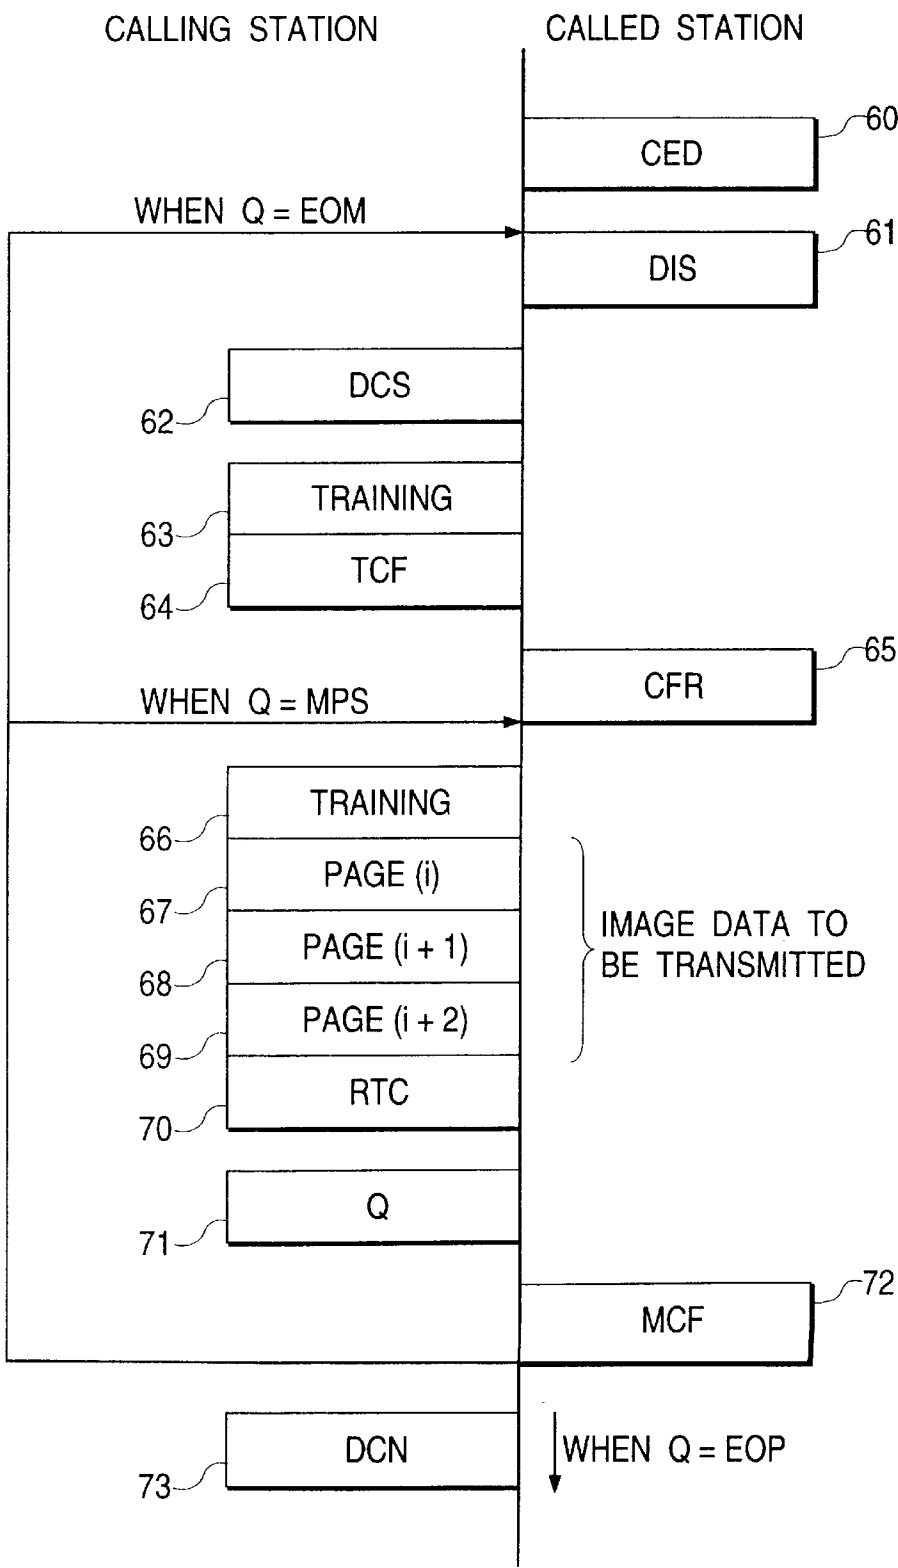 CALLING STATION
CALLED STATION
CED
60
WHEN Q = EOM
DIS
61
DCS
62
TRAINING
63
TCF
64
CFR
65
WHEN Q = MPS
TRAINING
66
PAGE (i)
67
PAGE (i + 1)
68
PAGE (i + 2)
69
IMAGE DATA TO
BE TRANSMITTED
RTC
70
Q
71
MCF
72
DCN
73
WHEN Q = EOP